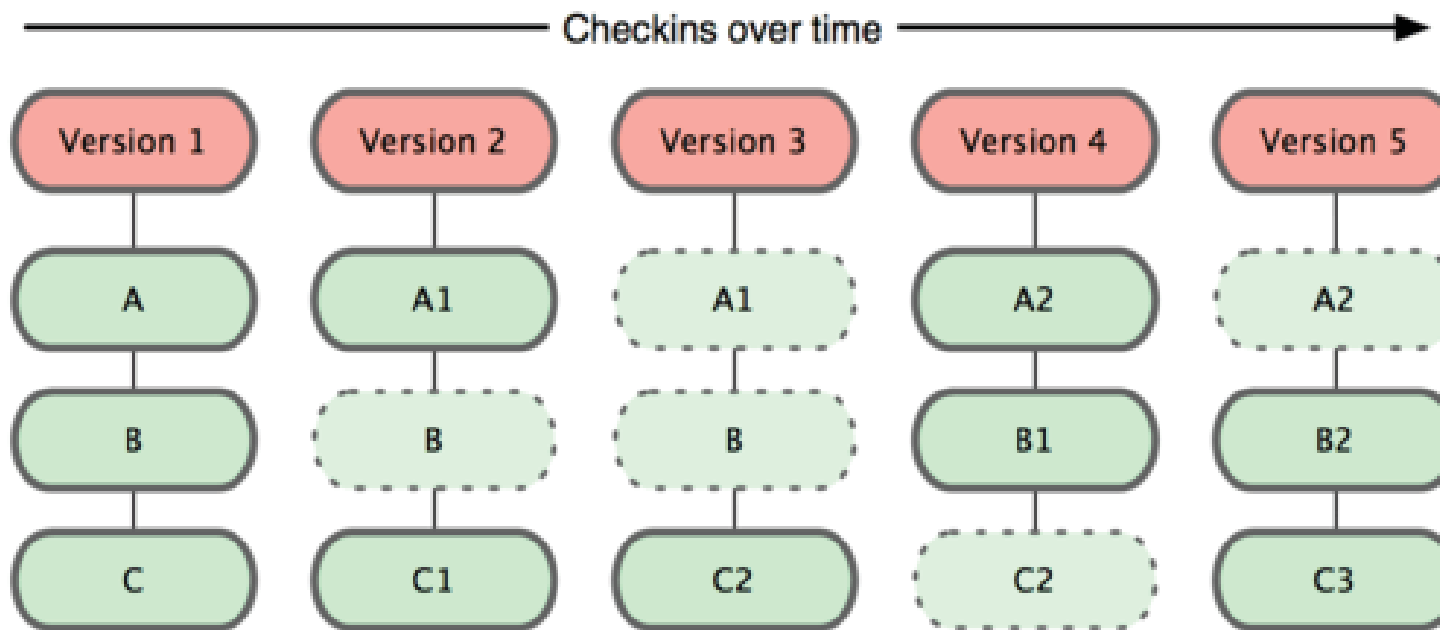 Checkins over time
Version 1 Version 2 Version 3 Version 4 Version 5
A A1 A1 A2 A2
B B B B1 B2
C C1 C2 C2 C3